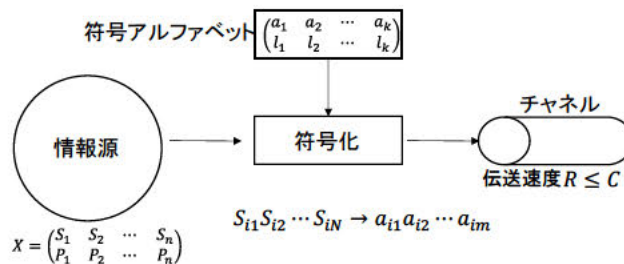 符号アルファベット
a₁ a₂ ⋯ aₖ
l₁ l₂ ⋯ lₖ
情報源
符号化
チャネル
伝送速度 R ≤ C
X = (S₁ S₂ ⋯ Sₙ
P₁ P₂ ⋯ Pₙ)
Sᵢ₁Sᵢ₂ ⋯ Sᵢɴ → aᵢ₁aᵢ₂ ⋯ aᵢₘ